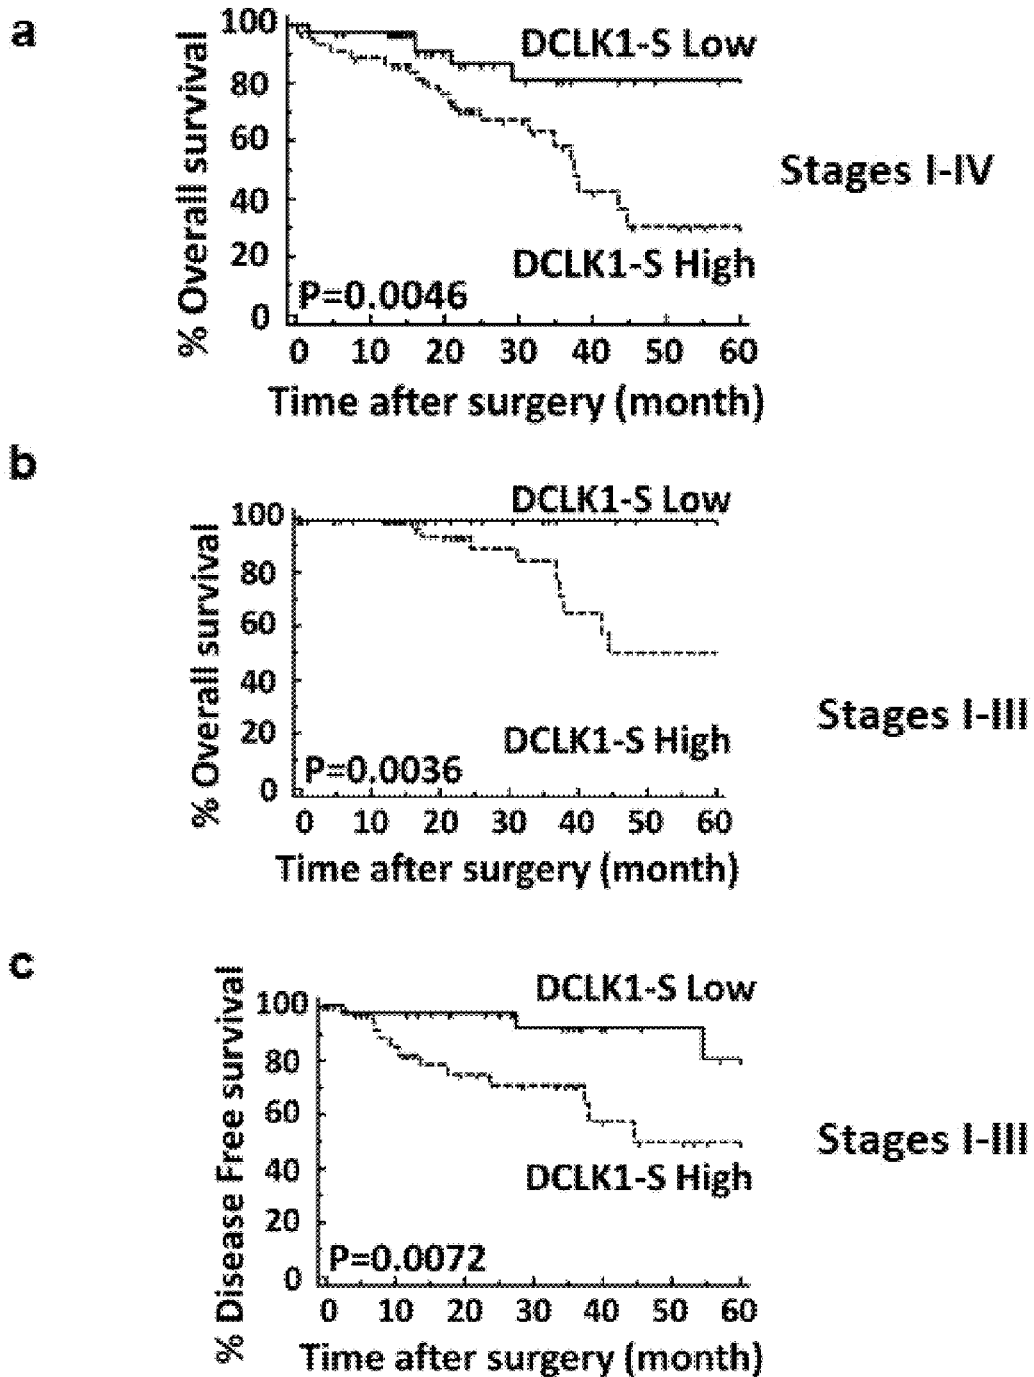 a
% Overall survival
100
80
60
40
20
0
DCLK1-S Low
DCLK1-S High
P=0.0046
0 10 20 30 40 50 60
Time after surgery (month)
Stages I-IV
b
% Overall survival
100
80
60
40
20
0
DCLK1-S Low
DCLK1-S High
P=0.0036
0 10 20 30 40 50 60
Time after surgery (month)
Stages I-III
c
% Disease Free survival
100
80
60
40
20
0
DCLK1-S Low
DCLK1-S High
P=0.0072
0 10 20 30 40 50 60
Time after surgery (month)
Stages I-III